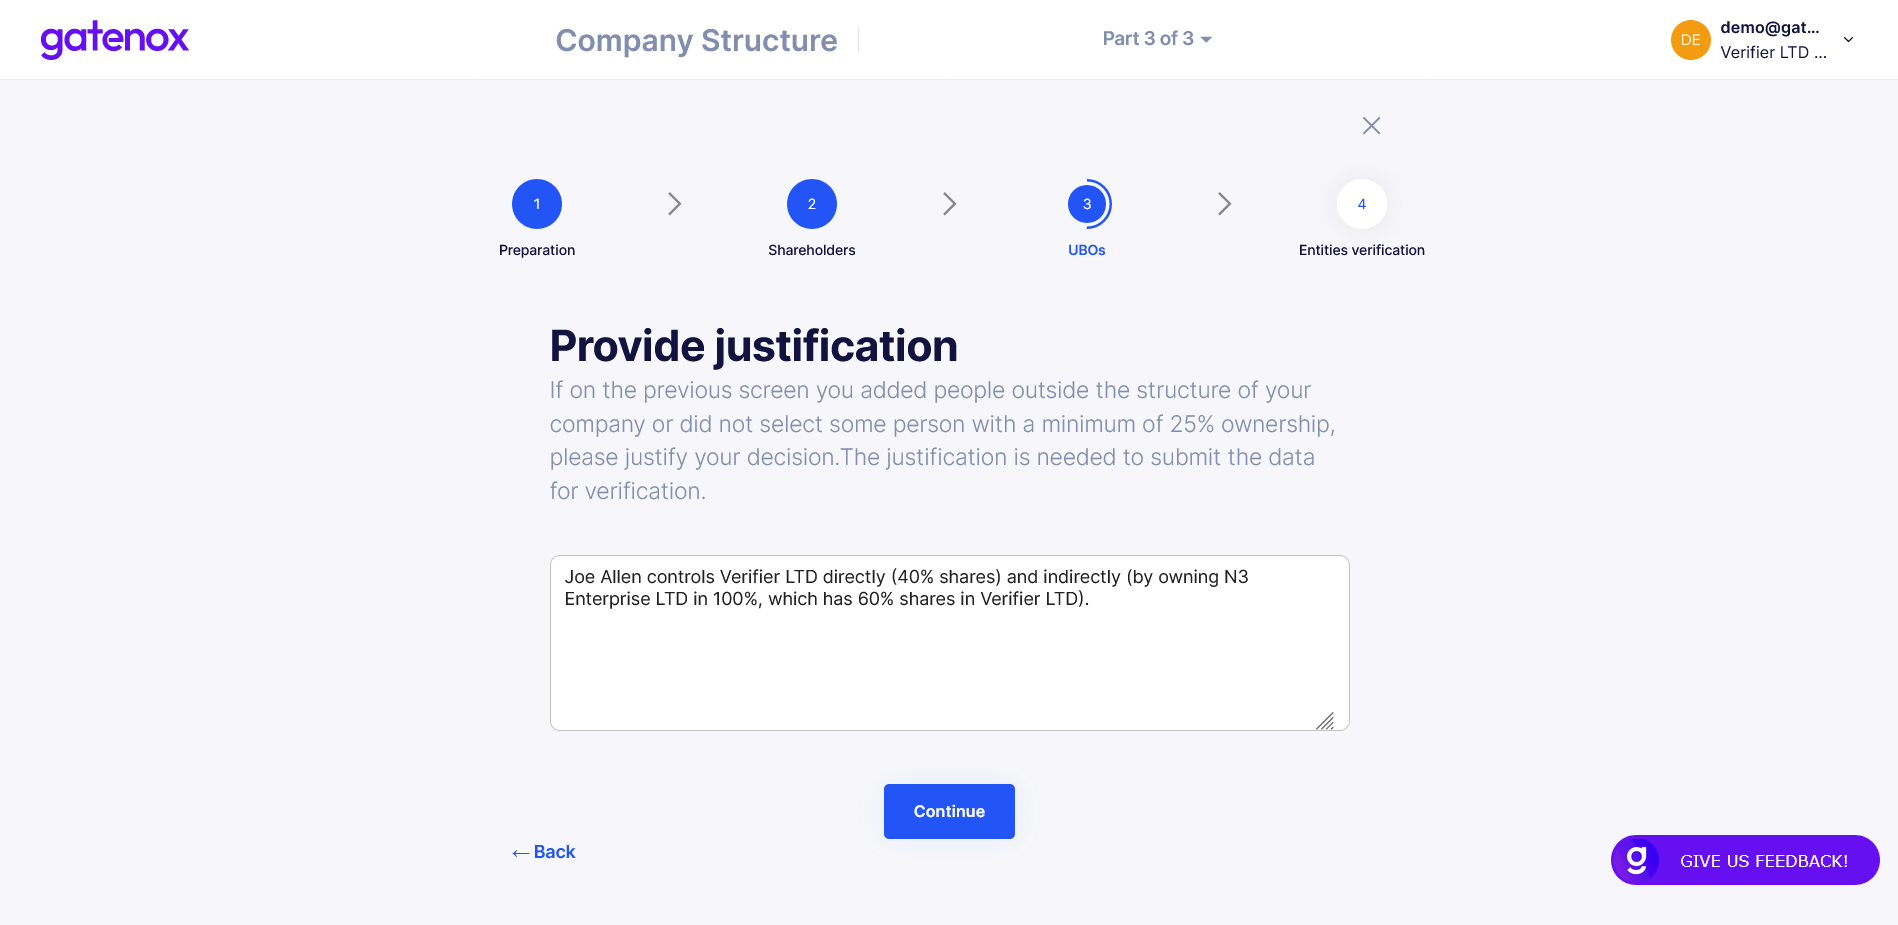 gatenox
Company Structure
Part 3 of 3
DE
demo@gat...
Verifier LTD ...
1
2
3
4
Preparation
Shareholders
UBOs
Entities verification
Provide justification
If on the previous screen you added people outside the structure of your
company or did not select some person with a minimum of 25% ownership,
please justify your decision.The justification is needed to submit the data
for verification.
Joe Allen controls Verifier LTD directly (40% shares) and indirectly (by owning N3
Enterprise LTD in 100%, which has 60% shares in Verifier LTD).
Continue
← Back
g
GIVE US FEEDBACK!